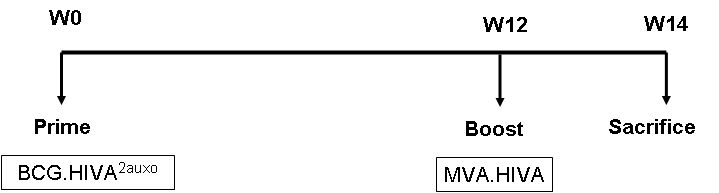 W0 W12 W14
Prime Boost Sacrifice
BCG.HIVA2auxo MVA.HIVA